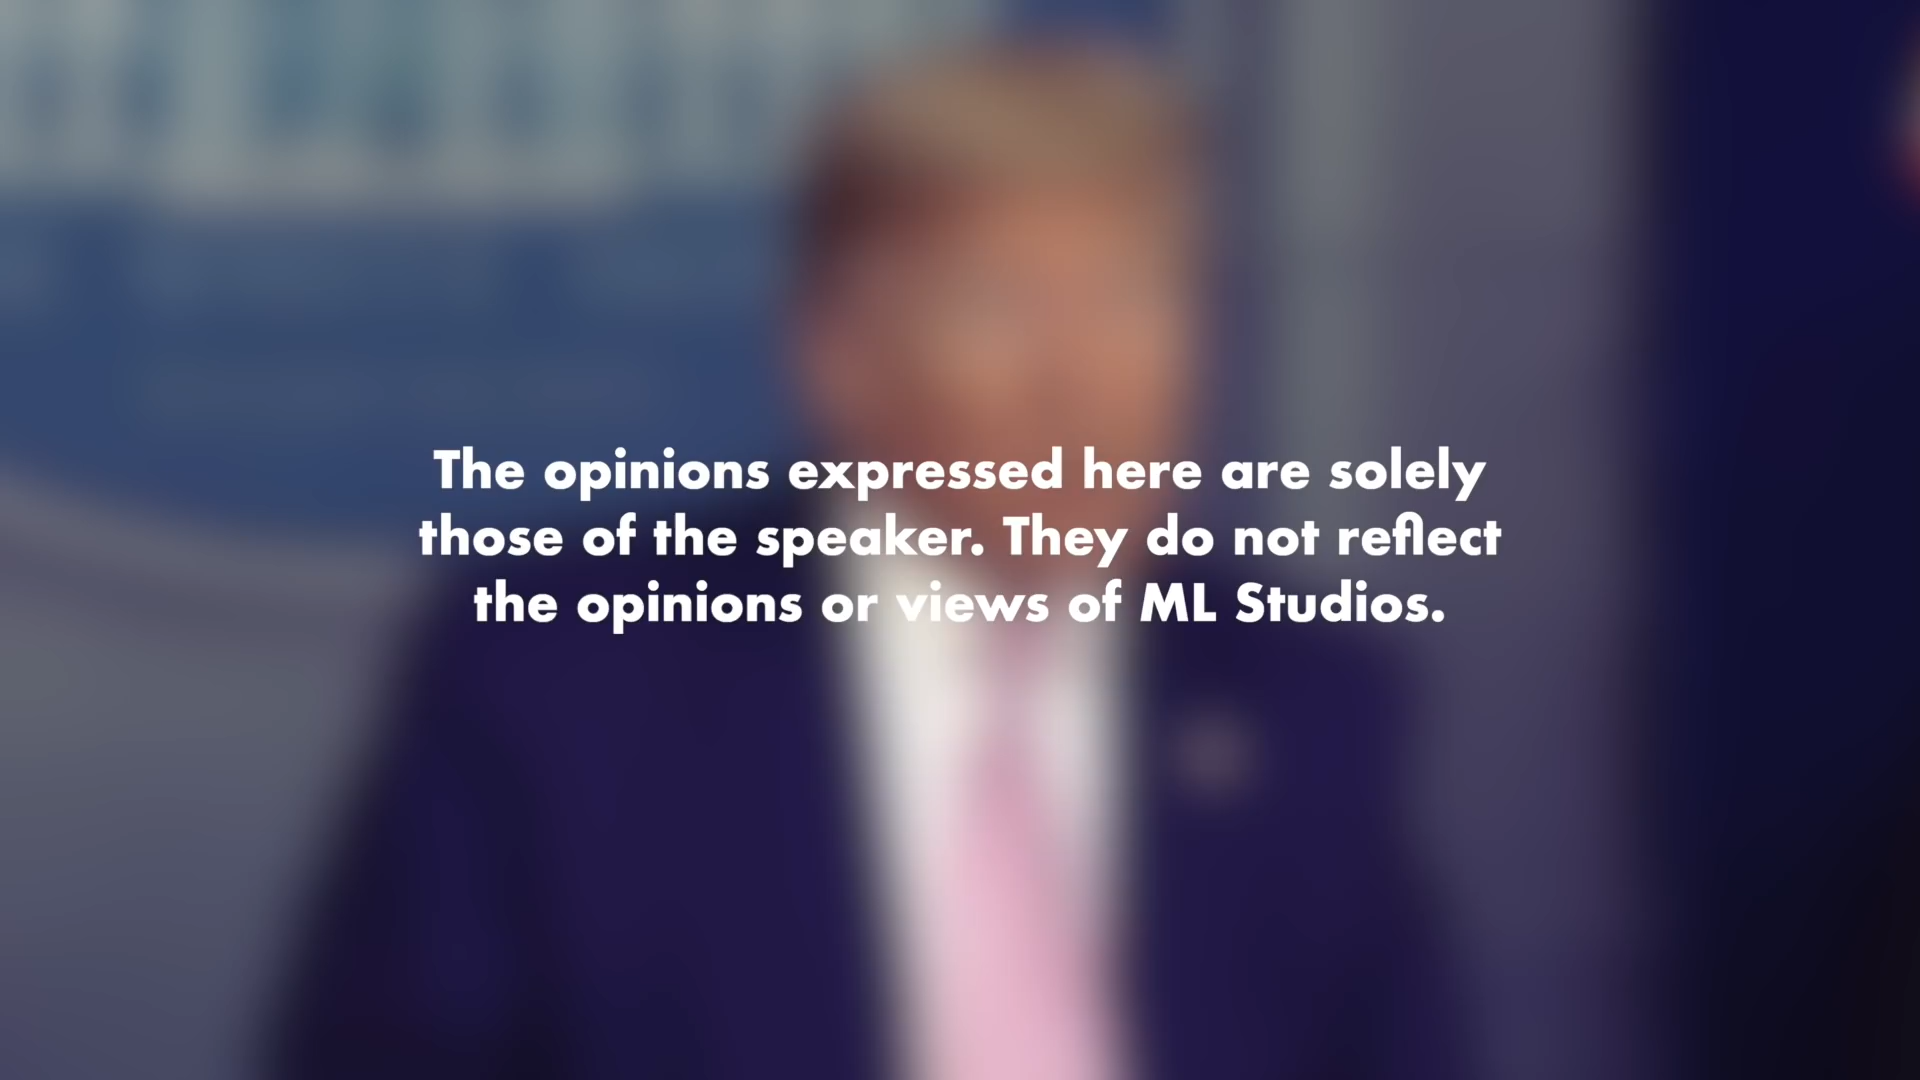 The opinions expressed here are solely
those of the speaker. They do not reflect
the opinions or views of ML Studios.